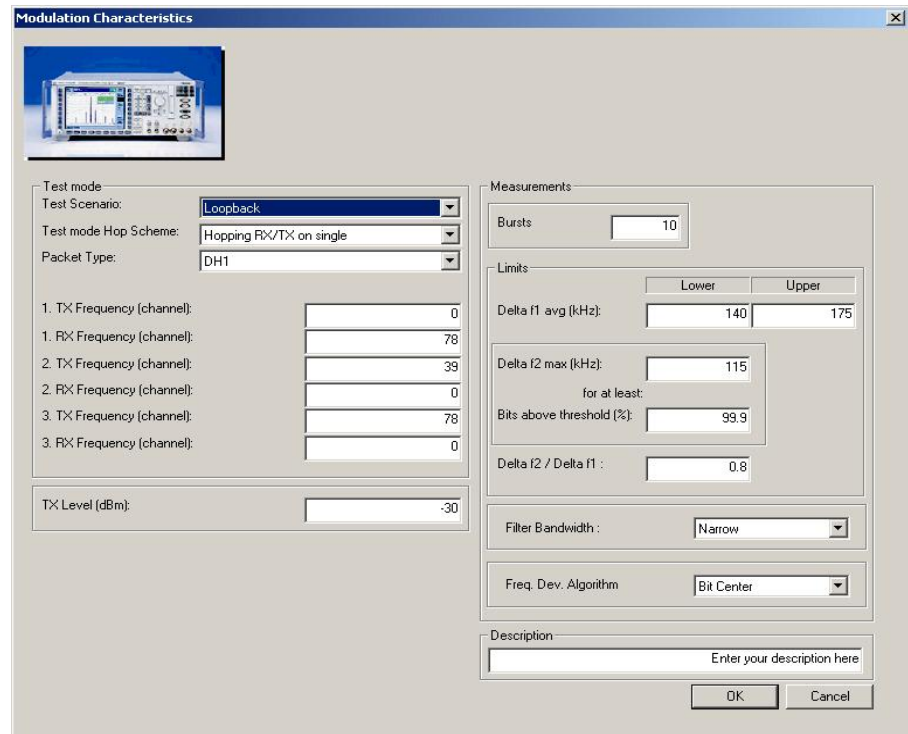 Modulation Characteristics
Test mode
Test Scenario: Loopback
Test mode Hop Scheme: Hopping RX/TX on single
Packet Type: DH1
1. TX Frequency (channel): 0
1. RX Frequency (channel): 78
2. TX Frequency (channel): 39
2. RX Frequency (channel): 0
3. TX Frequency (channel): 78
3. RX Frequency (channel): 0
TX Level (dBm): -30
Measurements
Bursts 10
Limits
Lower Upper
Delta f1 avg (kHz): 140 175
Delta f2 max (kHz): 115
for at least:
Bits above threshold (%): 99.9
Delta f2 / Delta f1 : 0.8
Filter Bandwidth : Narrow
Freq. Dev. Algorithm Bit Center
Description
Enter your description here
OK Cancel